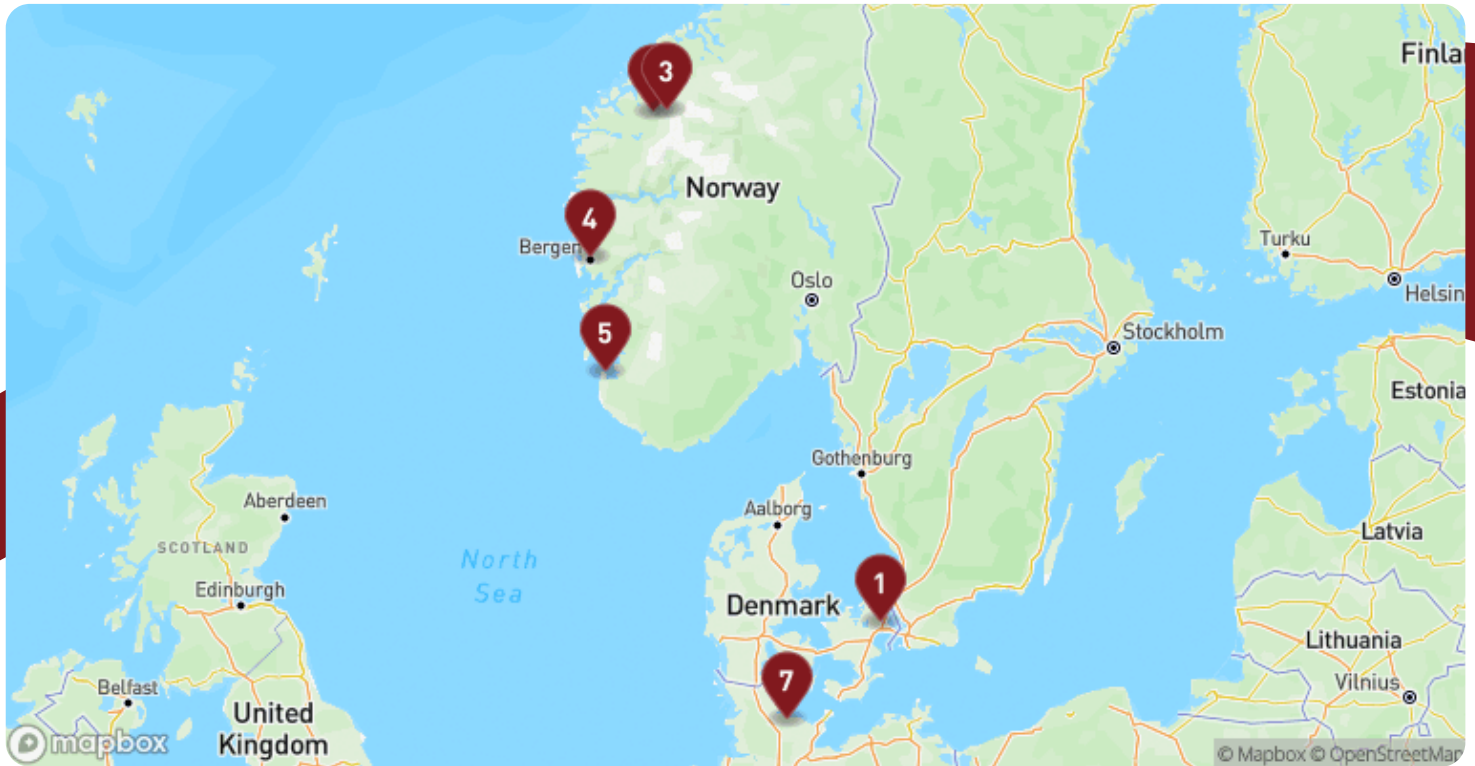 Finla
3
Norway
4
Bergen
Turku
Oslo
Helsin
5
Stockholm
Estonia
Gothenburg
Aberdeen
Aalborg
SCOTLAND
Latvia
North
Sea
1
Edinburgh
Denmark
Lithuania
7
Belfast
Vilnius
United
Kingdom
mapbox
© Mapbox © OpenStreetMap